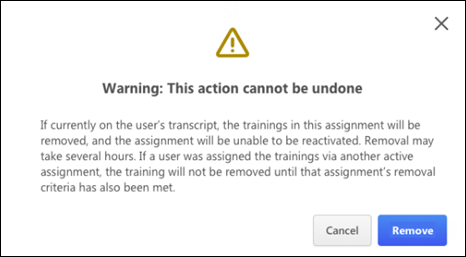 Warning: This action cannot be undone
If currently on the user's transcript, the trainings in this assignment will be
removed, and the assignment will be unable to be reactivated. Removal may
take several hours. If a user was assigned the trainings via another active
assignment, the training will not be removed until that assignment's removal
criteria has also been met.
Cancel
Remove